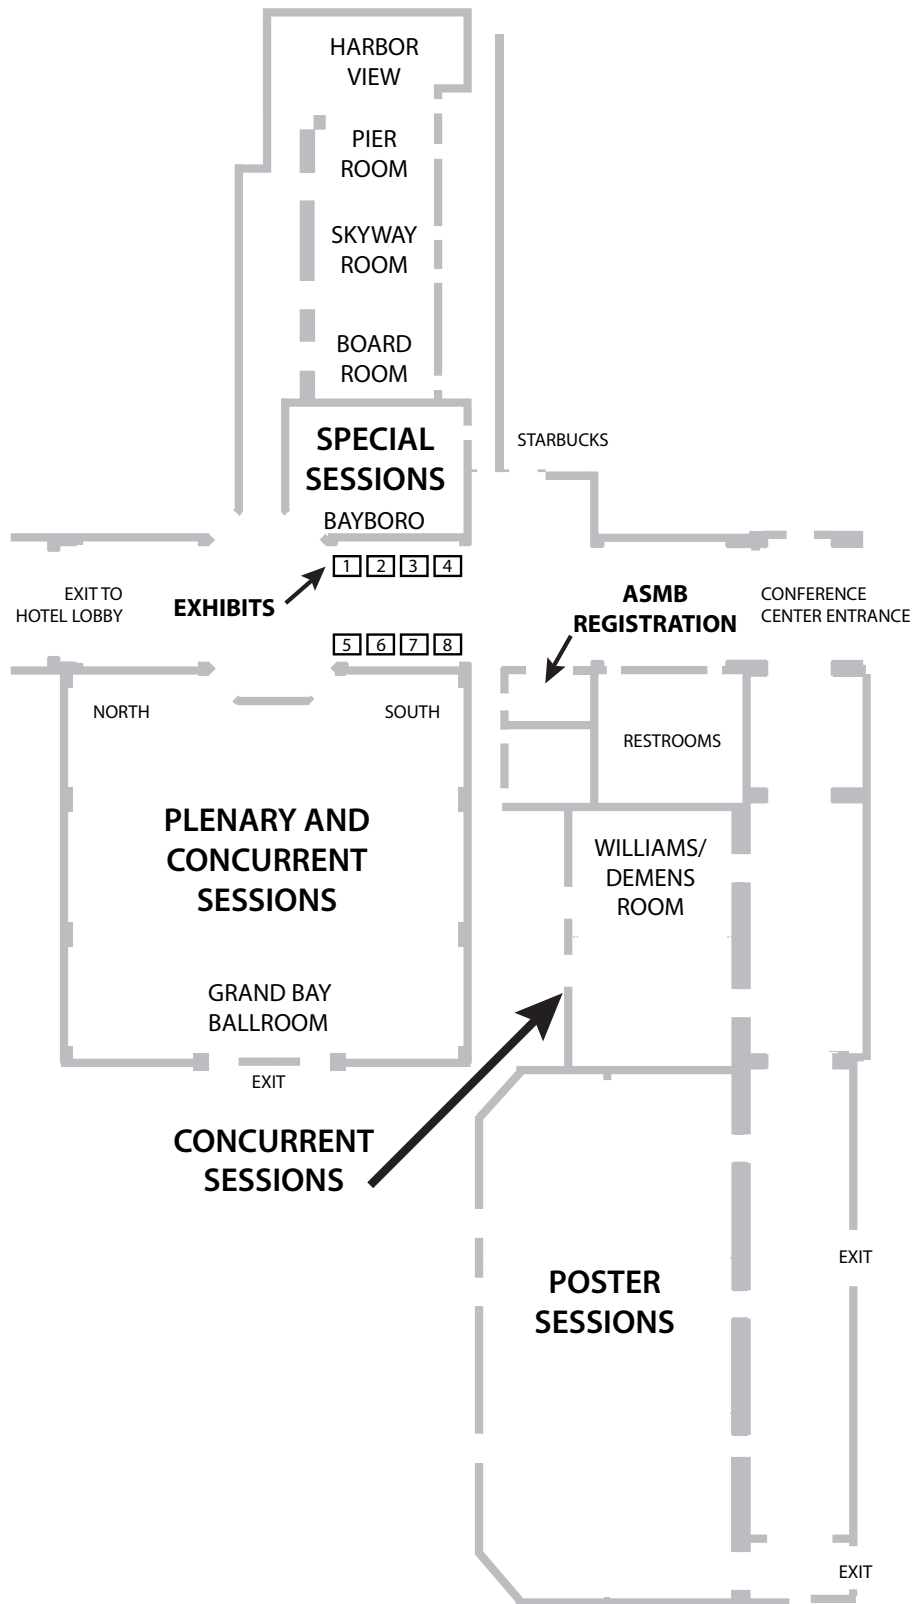 HARBOR
VIEW
PIER
ROOM
SKYWAY
ROOM
BOARD
ROOM
SPECIAL
SESSIONS
BAYBORO
STARBUCKS
1 2 3 4
EXHIBITS
5 6 7 8
EXIT TO
HOTEL LOBBY
ASMB
REGISTRATION
CONFERENCE
CENTER ENTRANCE
NORTH
SOUTH
RESTROOMS
PLENARY AND
CONCURRENT
SESSIONS
WILLIAMS/
DEMENS
ROOM
GRAND BAY
BALLROOM
EXIT
CONCURRENT
SESSIONS
POSTER
SESSIONS
EXIT
EXIT